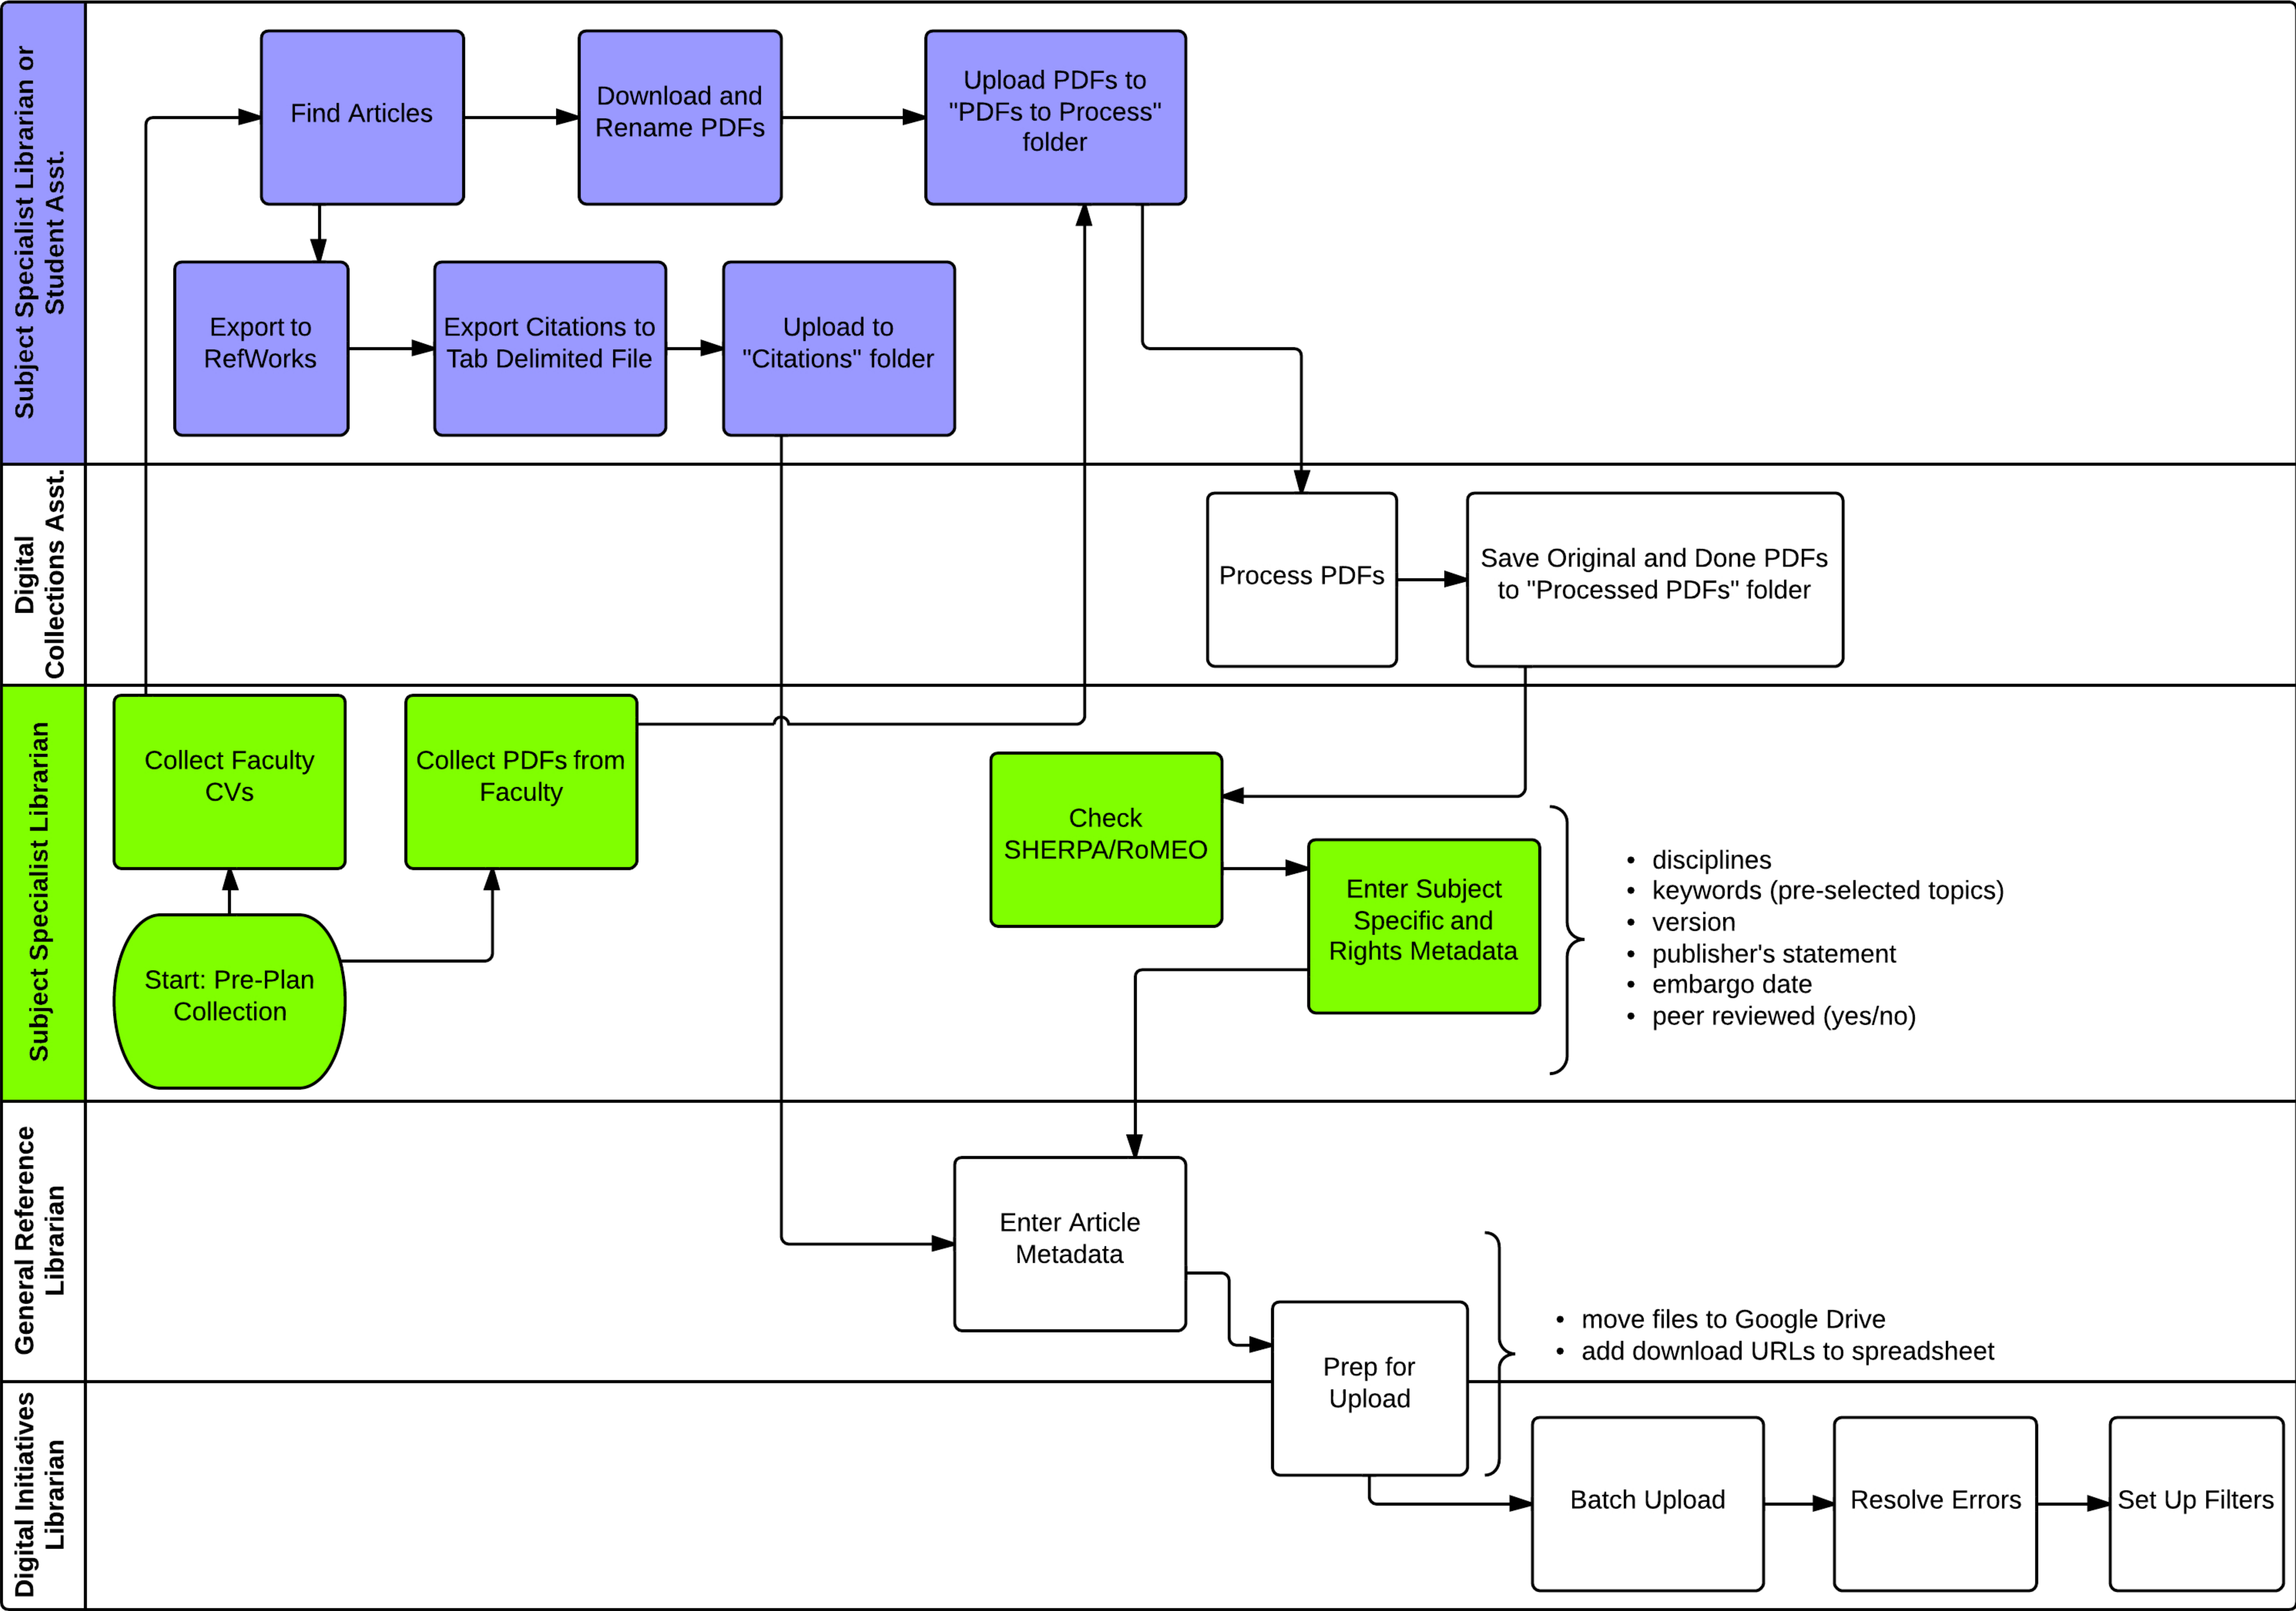 Subject Specialist Librarian or
Student Asst.
Find Articles
Download and
Rename PDFs
Upload PDFs to
"PDFs to Process"
folder
Export to
RefWorks
Export Citations to
Tab Delimited File
Upload to
"Citations" folder
Digital
Collections Asst.
Process PDFs
Save Original and Done PDFs
to "Processed PDFs" folder
Subject Specialist Librarian
Collect Faculty
CVs
Collect PDFs from
Faculty
Start: Pre-Plan
Collection
Check
SHERPA/RoMEO
Enter Subject
Specific and
Rights Metadata
• disciplines
• keywords (pre-selected topics)
• version
• publisher's statement
• embargo date
• peer reviewed (yes/no)
General Reference
Librarian
Enter Article
Metadata
Prep for
Upload
• move files to Google Drive
• add download URLs to spreadsheet
Digital Initiatives
Librarian
Batch Upload
Resolve Errors
Set Up Filters